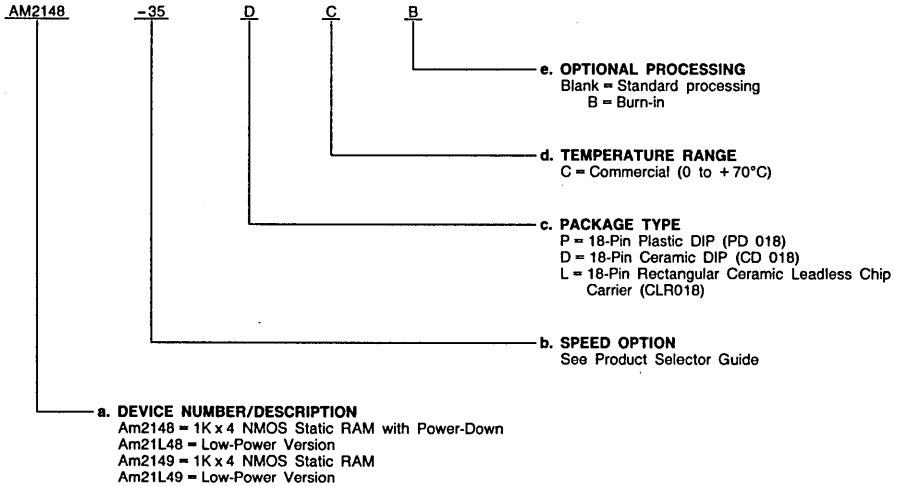 AM2148 -35 D C B
e. OPTIONAL PROCESSING
Blank = Standard processing
B = Burn-in
d. TEMPERATURE RANGE
C = Commercial (0 to +70°C)
c. PACKAGE TYPE
P = 18-Pin Plastic DIP (PD 018)
D = 18-Pin Ceramic DIP (CD 018)
L = 18-Pin Rectangular Ceramic Leadless Chip
Carrier (CLR018)
b. SPEED OPTION
See Product Selector Guide
a. DEVICE NUMBER/DESCRIPTION
Am2148 = 1K x 4 NMOS Static RAM with Power-Down
Am21L48 = Low-Power Version
Am2149 = 1K x 4 NMOS Static RAM
Am21L49 = Low-Power Version